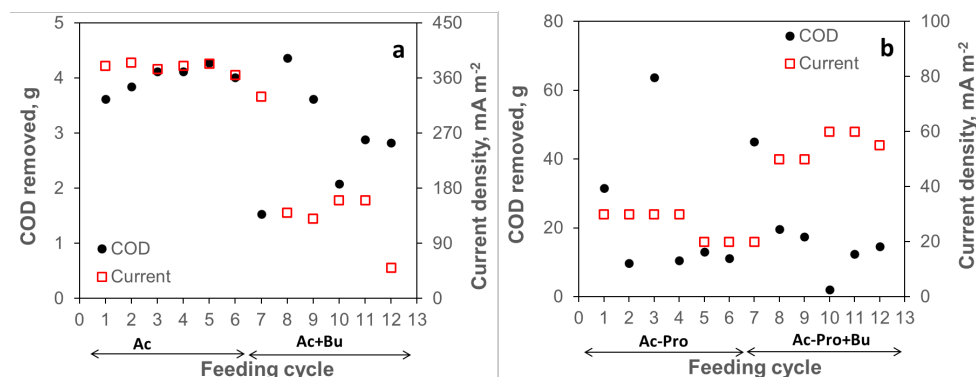 a
COD removed, g
5
4
3
2
1
0
450
360
270
180
90
0
Current density, mA m-2
COD
Current
0 1 2 3 4 5 6 7 8 9 10 11 12 13
Ac
Ac+Bu
Feeding cycle
b
COD removed, g
80
60
40
20
0
100
80
60
40
20
0
Current density, mA m-2
COD
Current
0 1 2 3 4 5 6 7 8 9 10 11 12 13
Ac-Pro
Ac-Pro+Bu
Feeding cycle